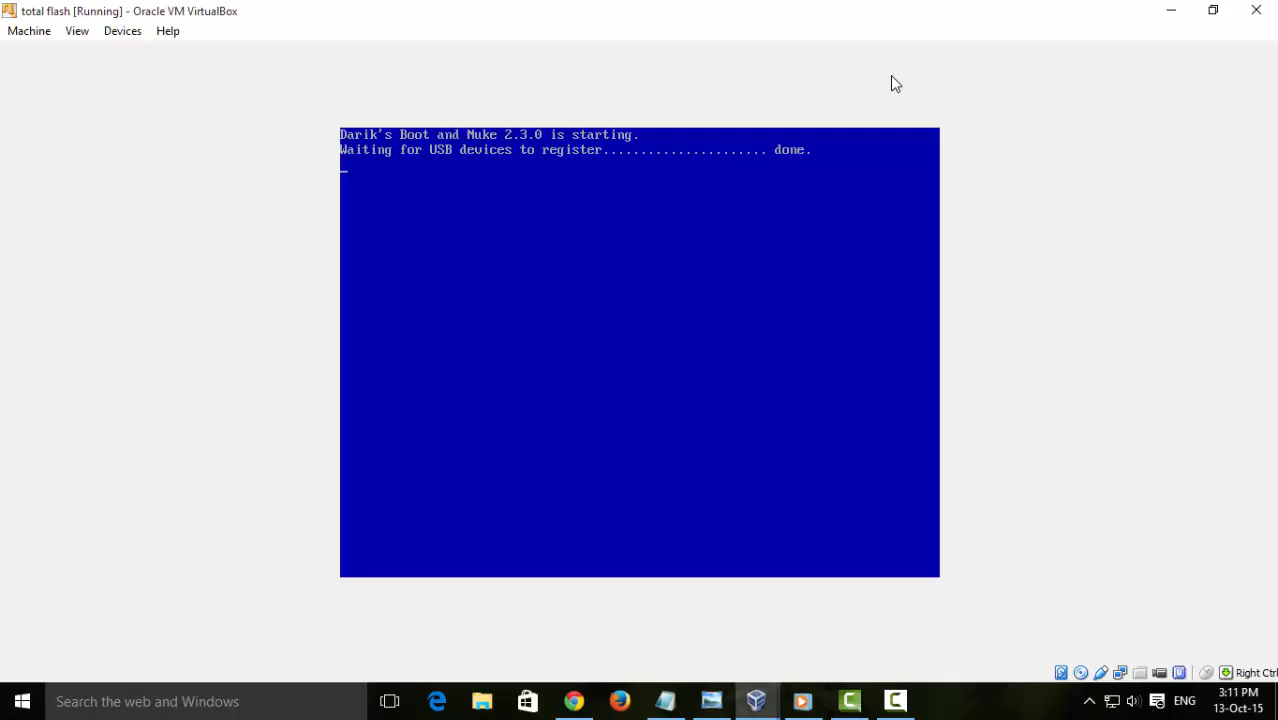 total flash [Running] - Oracle VM VirtualBox
Machine View Devices Help
Darik's Boot and Nuke 2.3.0 is starting.
Waiting for USB devices to register...................... done.
_
Right Ctrl
Search the web and Windows
ENG
3:11 PM
13-Oct-15